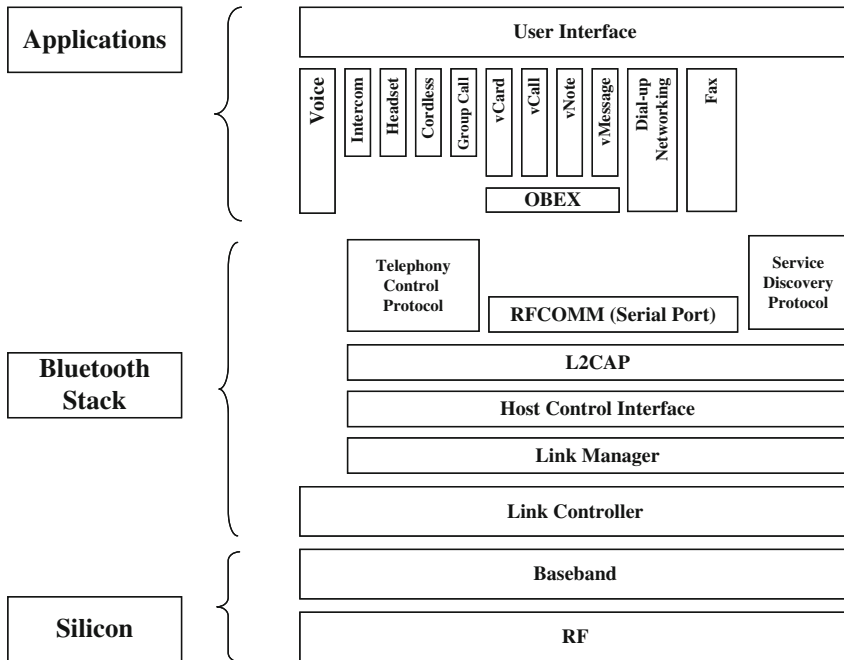 Applications
User Interface
Voice
Intercom
Headset
Cordless
Group Call
vCard
vCall
vNote
vMessage
Dial-up
Networking
Fax
OBEX
Telephony
Control
Protocol
Service
Discovery
Protocol
RFCOMM (Serial Port)
Bluetooth
Stack
L2CAP
Host Control Interface
Link Manager
Link Controller
Silicon
Baseband
RF